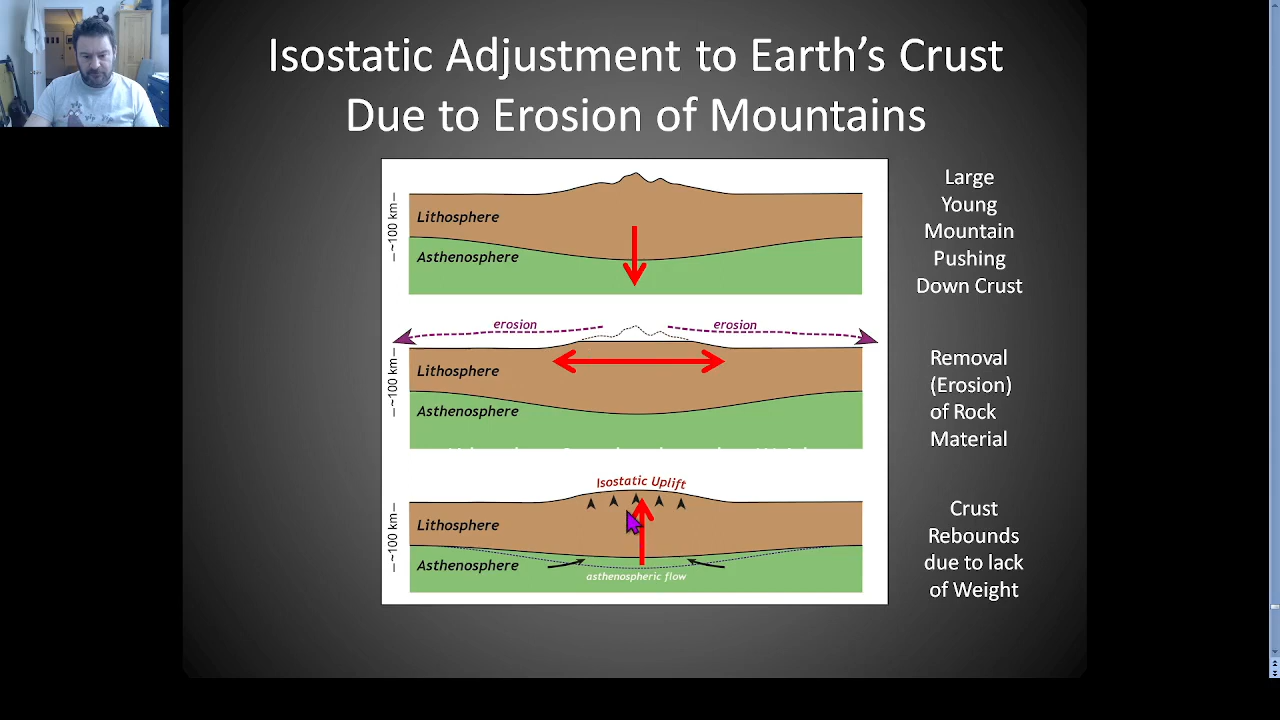 Isostatic Adjustment to Earth's Crust
Due to Erosion of Mountains
~100 km
Lithosphere
Asthenosphere
Large
Young
Mountain
Pushing
Down Crust
erosion
erosion
~100 km
Lithosphere
Asthenosphere
Removal
(Erosion)
of Rock
Material
Isostatic Uplift
~100 km
Lithosphere
Asthenosphere
asthenospheric flow
Crust
Rebounds
due to lack
of Weight